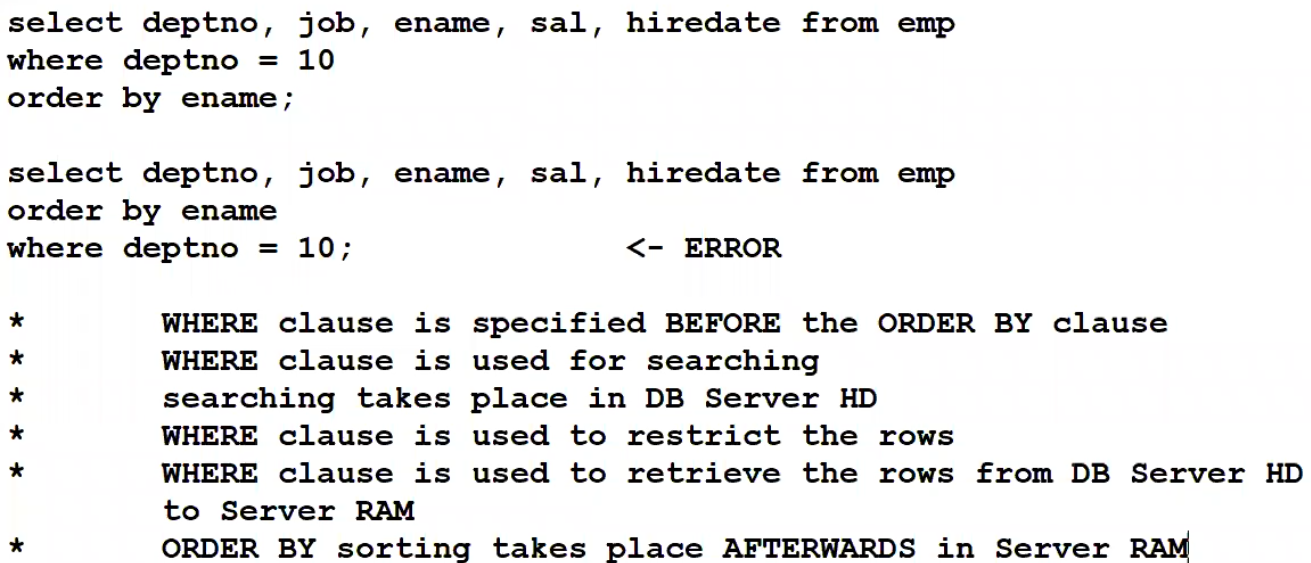 select deptno, job, ename, sal, hiredate from emp
where deptno = 10
order by ename;
select deptno, job, ename, sal, hiredate from emp
order by ename
where deptno = 10; <- ERROR
* WHERE clause is specified BEFORE the ORDER BY clause
* WHERE clause is used for searching
* searching takes place in DB Server HD
* WHERE clause is used to restrict the rows
* WHERE clause is used to retrieve the rows from DB Server HD
to Server RAM
* ORDER BY sorting takes place AFTERWARDS in Server RAM